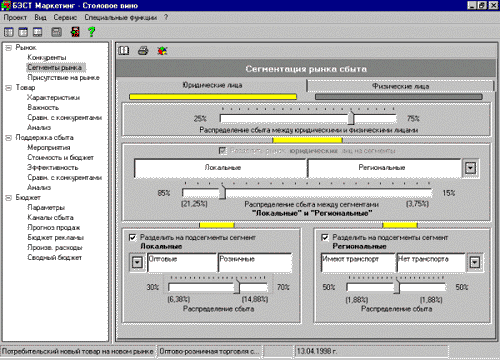 БЭСТ Маркетинг - Столовое вино
Проект Вид Сервис Специальные функции ?
Рынок
Конкуренты
Сегменты рынка
Присутствие на рынке
Товар
Характеристики
Важность
Сравн. с конкурентами
Анализ
Поддержка сбыта
Мероприятия
Стоимость и бюджет
Эффективность
Сравн. с конкурентами
Анализ
Бюджет
Параметры
Каналы сбыта
Прогноз продаж
Бюджет рекламы
Произв. расходы
Сводный бюджет
Сегментация рынка сбыта
Юридические лица Физические лица
25% 75%
Распределение сбыта между юридическими и физическими лицами
Разделить рынок юридических лиц на сегменты
Локальные Региональные
85% 15%
(21,25%) Распределение сбыта между сегментами (3,75%)
"Локальные" и "Региональные"
Разделить на подсегменты сегмент
Локальные
Оптовые Розничные
30% 70%
(6,38%) (14,88%)
Распределение сбыта
Разделить на подсегменты сегмент
Региональные
Имеют транспорт Нет транспорта
50% 50%
(1,88%) (1,88%)
Распределение сбыта
Потребительский новый товар на новом рынке Оптово-розничная торговля с... 13.04.1998 г.